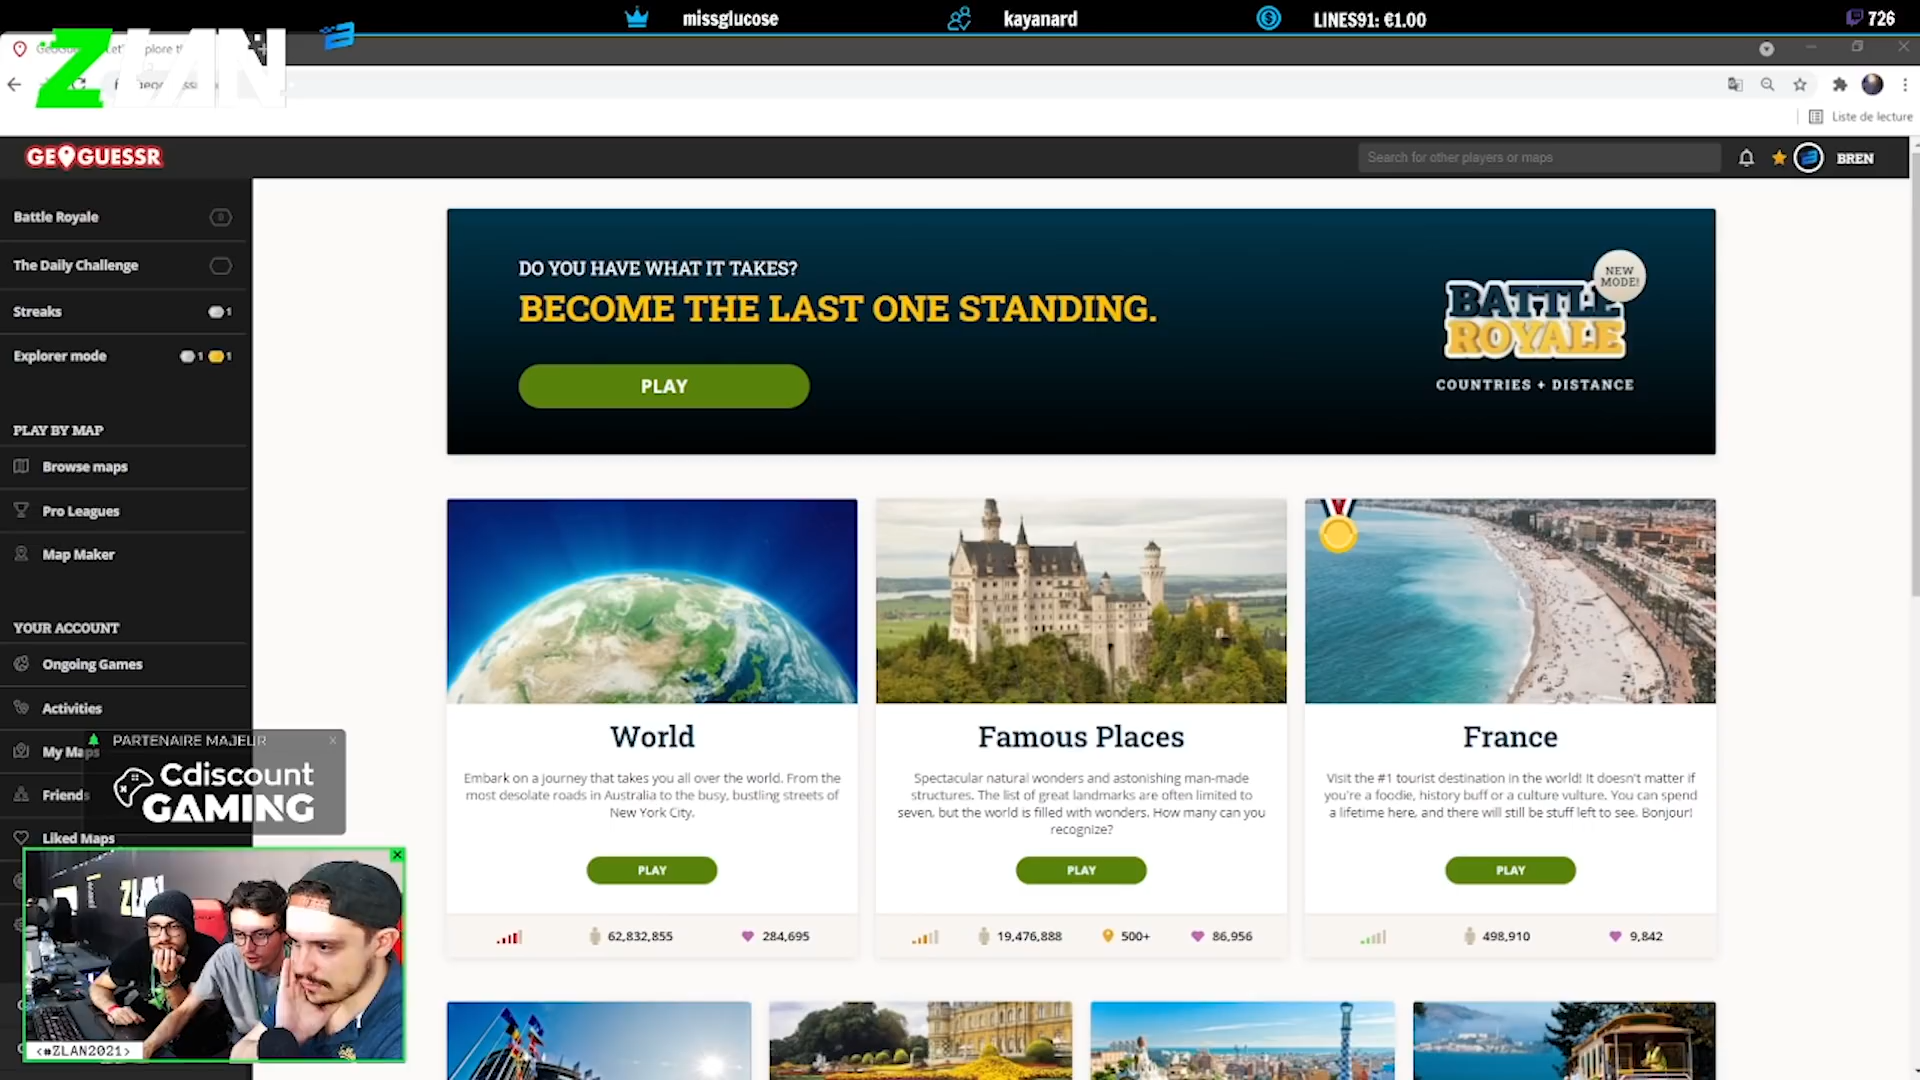 missglucose
kayanard
LINES91: €1.00
726
ZLAN
Liste de lecture
GEOGUESSR
Search for other players or maps
BREN
Battle Royale
The Daily Challenge
Streaks
1
Explorer mode
1
1
PLAY BY MAP
Browse maps
Pro Leagues
Map Maker
YOUR ACCOUNT
Ongoing Games
Activities
My Maps
Friends
Liked Maps
PARTENAIRE MAJEUR
Cdiscount
GAMING
ZLAN
<#ZLAN2021>
DO YOU HAVE WHAT IT TAKES?
BECOME THE LAST ONE STANDING.
PLAY
NEW
MODE!
BATTLE
ROYALE
COUNTRIES + DISTANCE
World
Embark on a journey that takes you all over the world. From the
most desolate roads in Australia to the busy, bustling streets of
New York City.
PLAY
62,832,855
284,695
Famous Places
Spectacular natural wonders and astonishing man-made
structures. The list of great landmarks are often limited to
seven, but the world is filled with wonders. How many can you
recognize?
PLAY
19,476,888
500+
86,956
France
Visit the #1 tourist destination in the world! It doesn't matter if
you're a foodie, history buff or a culture vulture. You can spend
a lifetime here, and there will still be stuff left to see. Bonjour!
PLAY
498,910
9,842